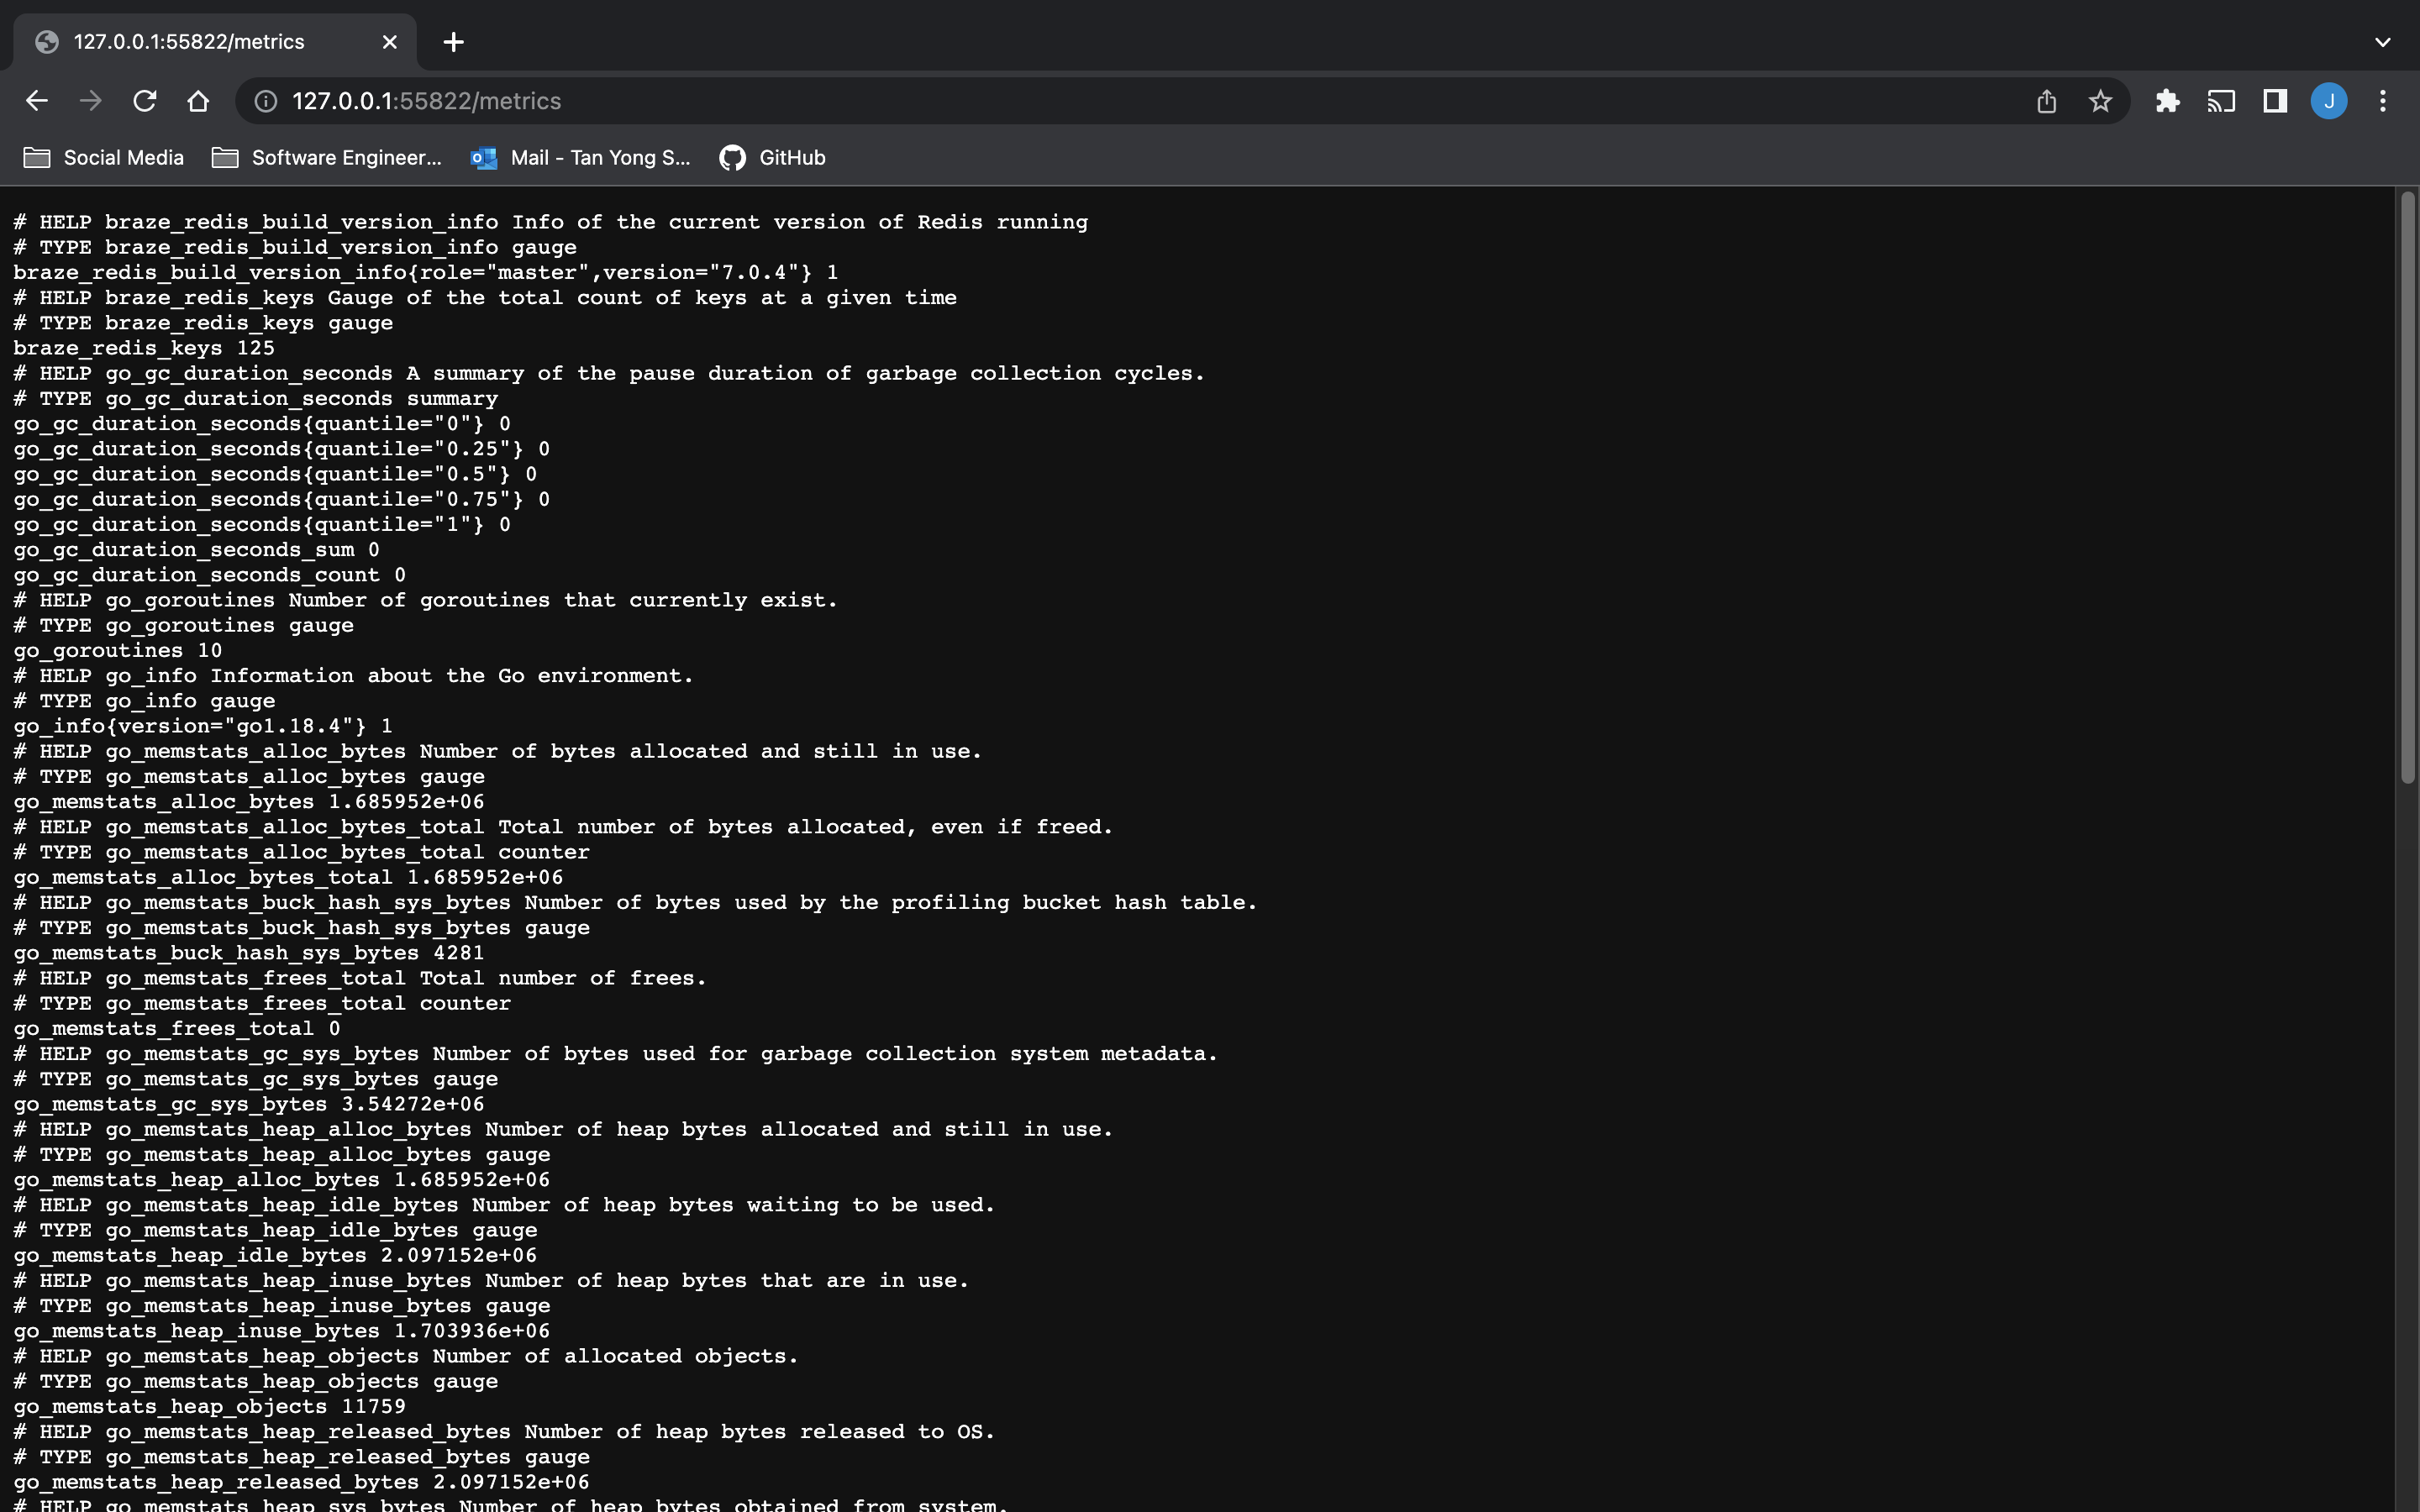 127.0.0.1:55822/metrics
127.0.0.1:55822/metrics
J
Social Media
Software Engineer...
Mail - Tan Yong S...
GitHub
# HELP braze_redis_build_version_info Info of the current version of Redis running
# TYPE braze_redis_build_version_info gauge
braze_redis_build_version_info{role="master",version="7.0.4"} 1
# HELP braze_redis_keys Gauge of the total count of keys at a given time
# TYPE braze_redis_keys gauge
braze_redis_keys 125
# HELP go_gc_duration_seconds A summary of the pause duration of garbage collection cycles.
# TYPE go_gc_duration_seconds summary
go_gc_duration_seconds{quantile="0"} 0
go_gc_duration_seconds{quantile="0.25"} 0
go_gc_duration_seconds{quantile="0.5"} 0
go_gc_duration_seconds{quantile="0.75"} 0
go_gc_duration_seconds{quantile="1"} 0
go_gc_duration_seconds_sum 0
go_gc_duration_seconds_count 0
# HELP go_goroutines Number of goroutines that currently exist.
# TYPE go_goroutines gauge
go_goroutines 10
# HELP go_info Information about the Go environment.
# TYPE go_info gauge
go_info{version="go1.18.4"} 1
# HELP go_memstats_alloc_bytes Number of bytes allocated and still in use.
# TYPE go_memstats_alloc_bytes gauge
go_memstats_alloc_bytes 1.685952e+06
# HELP go_memstats_alloc_bytes_total Total number of bytes allocated, even if freed.
# TYPE go_memstats_alloc_bytes_total counter
go_memstats_alloc_bytes_total 1.685952e+06
# HELP go_memstats_buck_hash_sys_bytes Number of bytes used by the profiling bucket hash table.
# TYPE go_memstats_buck_hash_sys_bytes gauge
go_memstats_buck_hash_sys_bytes 4281
# HELP go_memstats_frees_total Total number of frees.
# TYPE go_memstats_frees_total counter
go_memstats_frees_total 0
# HELP go_memstats_gc_sys_bytes Number of bytes used for garbage collection system metadata.
# TYPE go_memstats_gc_sys_bytes gauge
go_memstats_gc_sys_bytes 3.54272e+06
# HELP go_memstats_heap_alloc_bytes Number of heap bytes allocated and still in use.
# TYPE go_memstats_heap_alloc_bytes gauge
go_memstats_heap_alloc_bytes 1.685952e+06
# HELP go_memstats_heap_idle_bytes Number of heap bytes waiting to be used.
# TYPE go_memstats_heap_idle_bytes gauge
go_memstats_heap_idle_bytes 2.097152e+06
# HELP go_memstats_heap_inuse_bytes Number of heap bytes that are in use.
# TYPE go_memstats_heap_inuse_bytes gauge
go_memstats_heap_inuse_bytes 1.703936e+06
# HELP go_memstats_heap_objects Number of allocated objects.
# TYPE go_memstats_heap_objects gauge
go_memstats_heap_objects 11759
# HELP go_memstats_heap_released_bytes Number of heap bytes released to OS.
# TYPE go_memstats_heap_released_bytes gauge
go_memstats_heap_released_bytes 2.097152e+06
# HELP go_memstats_heap_sys_bytes Number of heap bytes obtained from system.